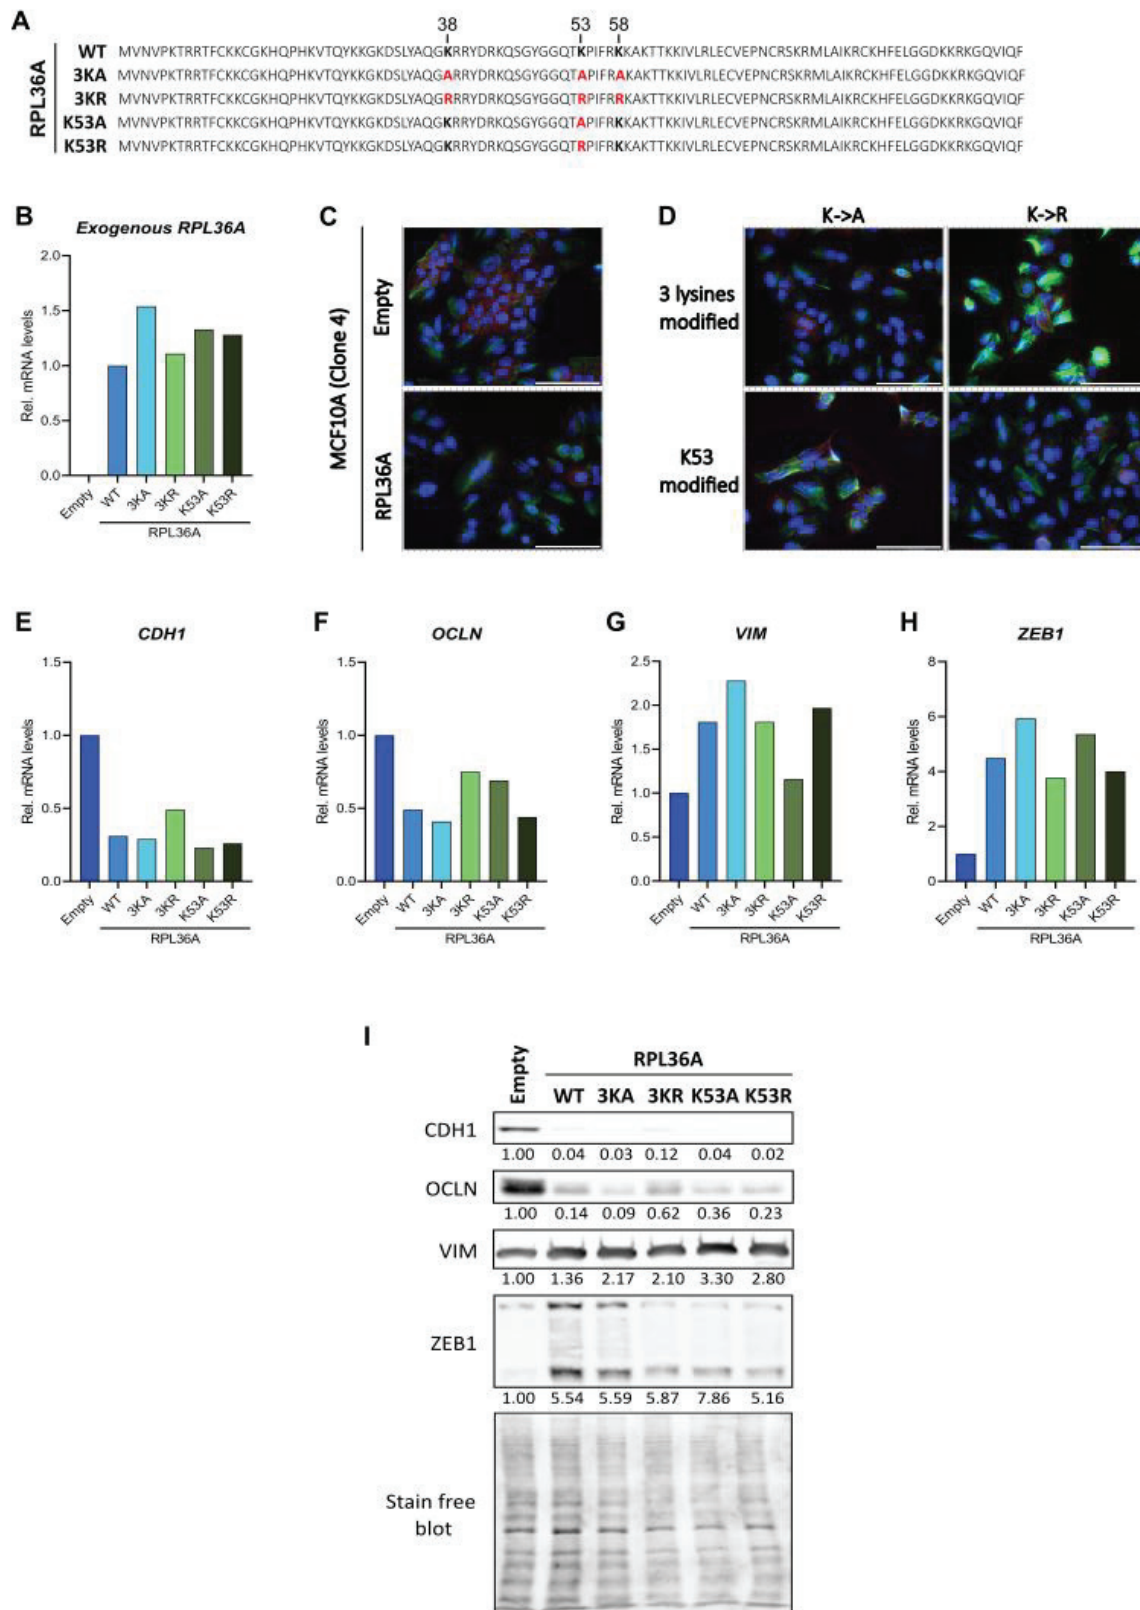 A
38 53 58
RPL36A
WT MVNVPKTRRTFCKKCGKHQPHKVTQYKKGKDSLYAQGKRRYDRKQSGYGGQTKPIFRKKAKTTKKIVLRLECVEPNCRSKRMLAIKRCKHFELGGDKKRKGQVIQF
3KA MVNVPKTRRTFCKKCGKHQPHKVTQYKKGKDSLYAQGARRYDRKQSGYGGQTAPIFRAKAKTTKKIVLRLECVEPNCRSKRMLAIKRCKHFELGGDKKRKGQVIQF
3KR MVNVPKTRRTFCKKCGKHQPHKVTQYKKGKDSLYAQGRRRYDRKQSGYGGQTRPIFRRKAKTTKKIVLRLECVEPNCRSKRMLAIKRCKHFELGGDKKRKGQVIQF
K53A MVNVPKTRRTFCKKCGKHQPHKVTQYKKGKDSLYAQGKRRYDRKQSGYGGQTAPIFRKKAKTTKKIVLRLECVEPNCRSKRMLAIKRCKHFELGGDKKRKGQVIQF
K53R MVNVPKTRRTFCKKCGKHQPHKVTQYKKGKDSLYAQGKRRYDRKQSGYGGQTRPIFRKKAKTTKKIVLRLECVEPNCRSKRMLAIKRCKHFELGGDKKRKGQVIQF
B
Exogenous RPL36A
Rel. mRNA levels
2.0
1.5
1.0
0.5
0.0
Empty WT 3KA 3KR K53A K53R
RPL36A
C
MCF10A (Clone 4)
Empty
RPL36A
D
K->A K->R
3 lysines
modified
K53
modified
E
CDH1
Rel. mRNA levels
1.5
1.0
0.5
0.0
Empty WT 3KA 3KR K53A K53R
RPL36A
F
OCLN
Rel. mRNA levels
1.5
1.0
0.5
0.0
Empty WT 3KA 3KR K53A K53R
RPL36A
G
VIM
Rel. mRNA levels
2.5
2.0
1.5
1.0
0.5
0.0
Empty WT 3KA 3KR K53A K53R
RPL36A
H
ZEB1
Rel. mRNA levels
8
6
4
2
0
Empty WT 3KA 3KR K53A K53R
RPL36A
I
RPL36A
Empty WT 3KA 3KR K53A K53R
CDH1
1.00 0.04 0.03 0.12 0.04 0.02
OCLN
1.00 0.14 0.09 0.62 0.36 0.23
VIM
1.00 1.36 2.17 2.10 3.30 2.80
ZEB1
1.00 5.54 5.59 5.87 7.86 5.16
Stain free
blot